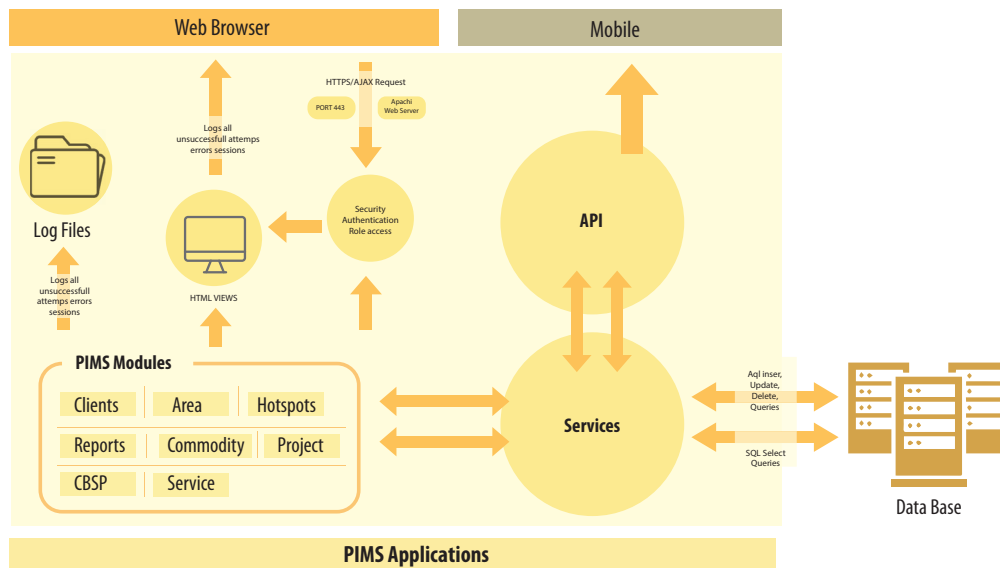 Web Browser
Mobile
HTTPS/AJAX Request
PORT 443
Apachi
Web Server
Logs all
unsuccessfull attemps
errors sessions
Log Files
Security
Authentication
Role access
API
HTML VIEWS
Logs all
unsuccessfull
attemps errors
sessions
PIMS Modules
Clients
Area
Hotspots
Reports
Commodity
Project
CBSP
Service
Services
Aql inser,
Update,
Delete,
Queries
SQL Select
Queries
Data Base
PIMS Applications